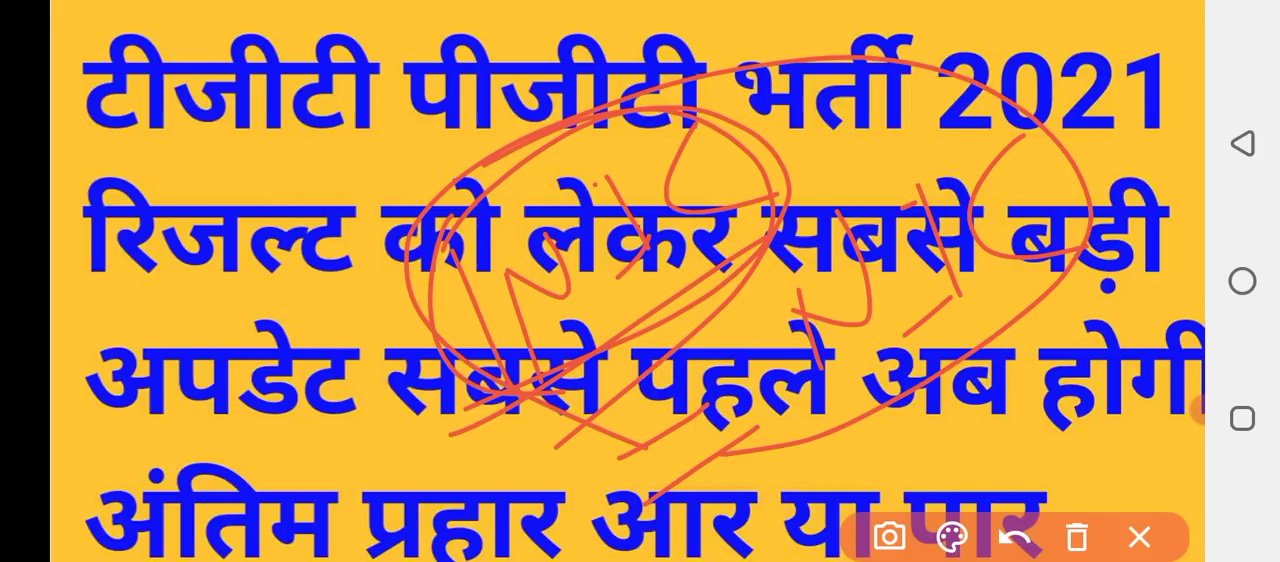 टीजीटी पीजीटी भर्ती 2021
रिजल्ट को लेकर सबसे बड़ी
अपडेट सबसे पहले अब होगी
अंतिम प्रहार आर या पार